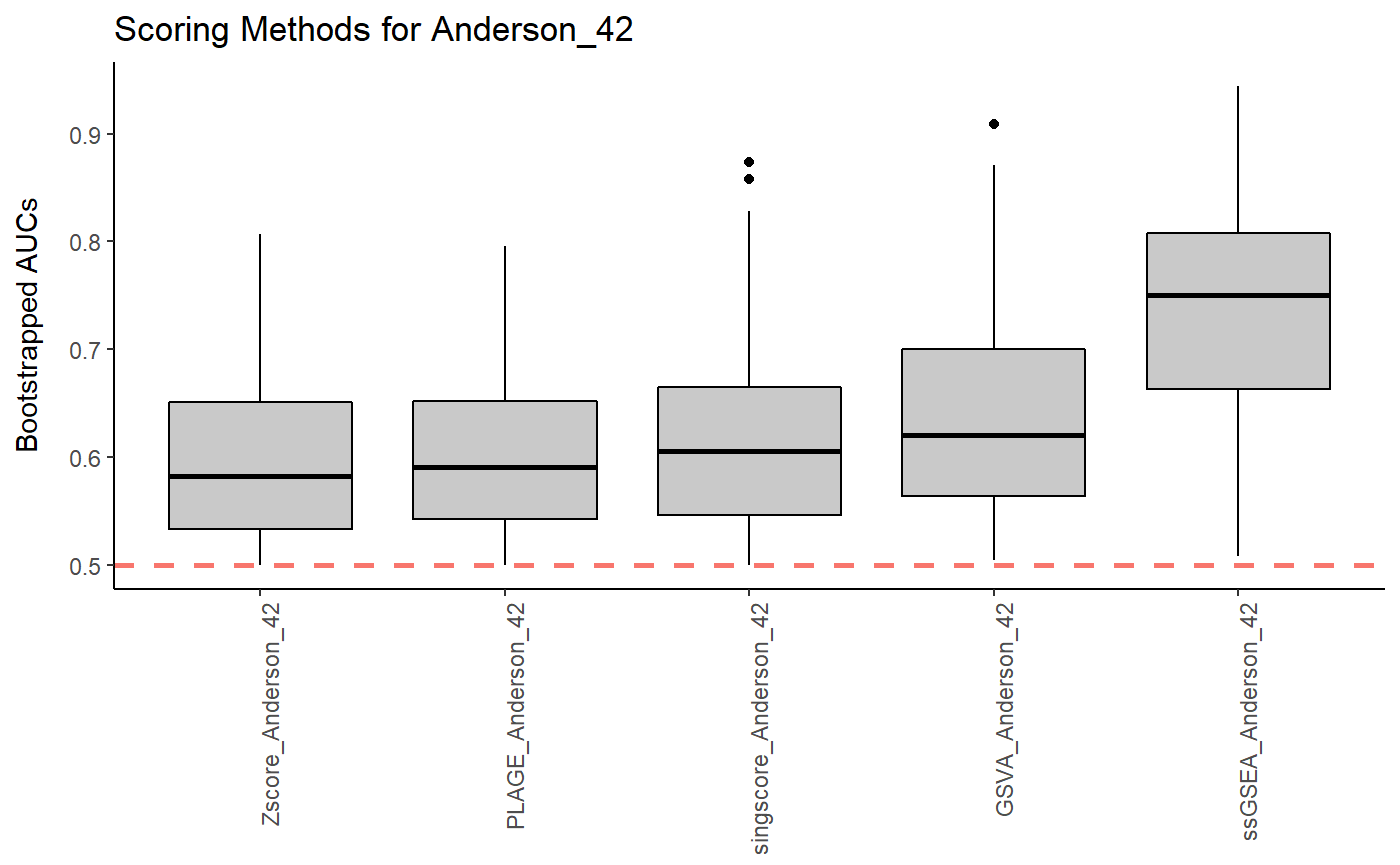 Scoring Methods for Anderson_42
Bootstrapped AUCs
0.9
0.8
0.7
0.6
0.5
Zscore_Anderson_42
PLAGE_Anderson_42
singscore_Anderson_42
GSVA_Anderson_42
ssGSEA_Anderson_42